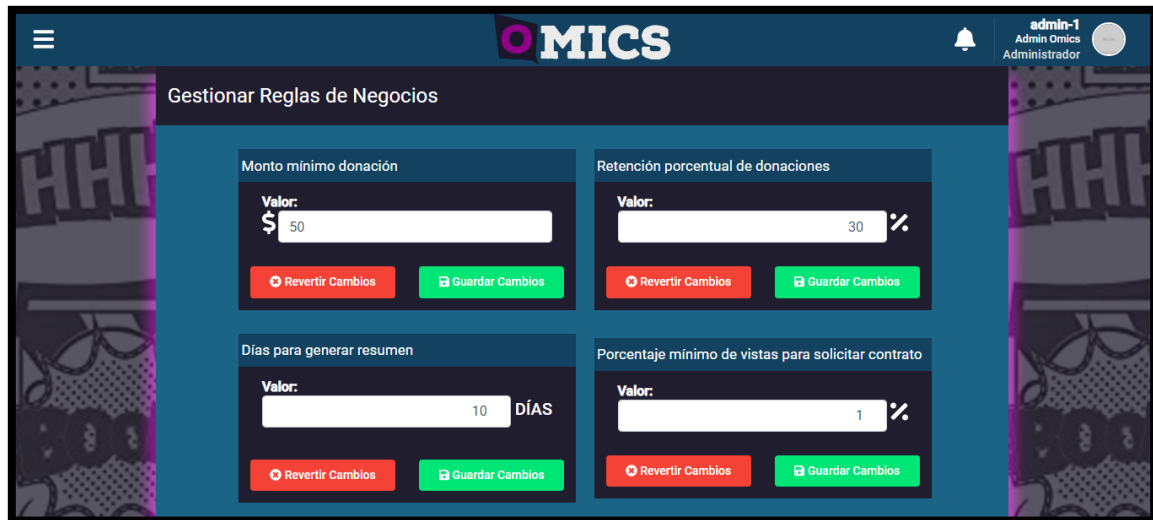 OMICS
admin-1
Admin Omics
Administrador
Gestionar Reglas de Negocios
Monto mínimo donación
Valor:
$ 50
Revertir Cambios
Guardar Cambios
Retención porcentual de donaciones
Valor:
30 %
Revertir Cambios
Guardar Cambios
Días para generar resumen
Valor:
10 DÍAS
Revertir Cambios
Guardar Cambios
Porcentaje mínimo de vistas para solicitar contrato
Valor:
1 %
Revertir Cambios
Guardar Cambios